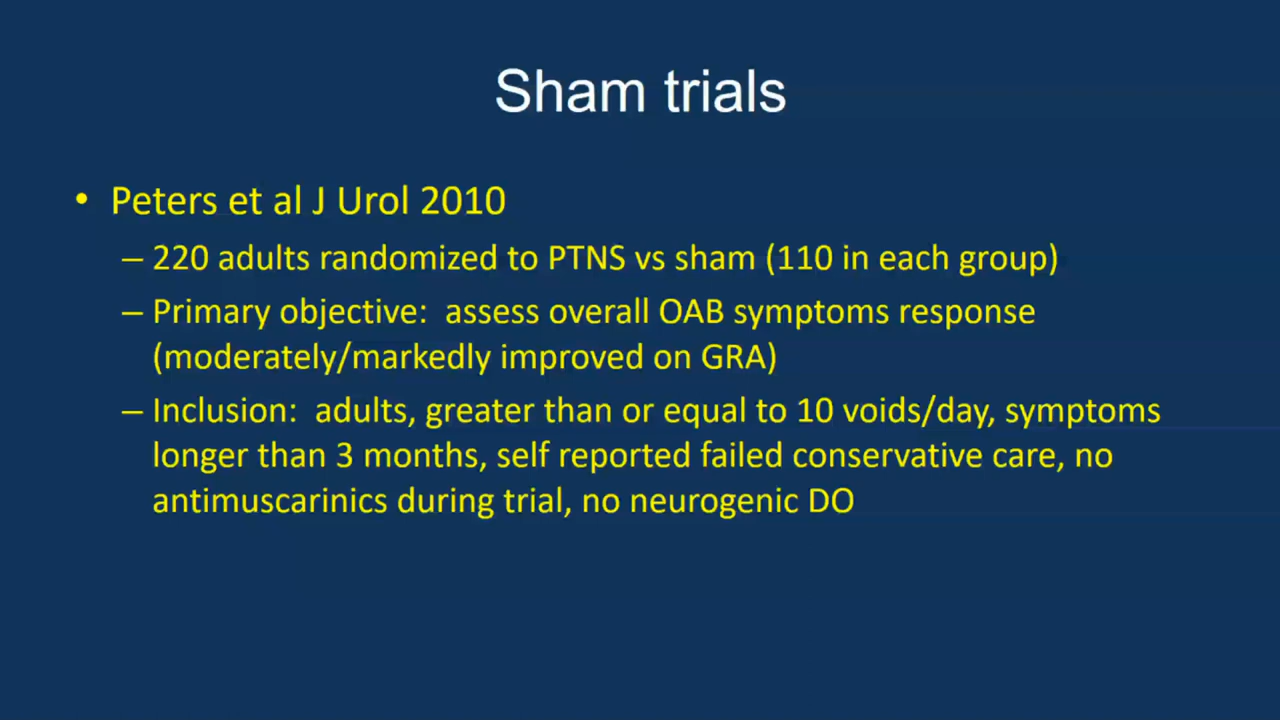 Sham trials
• Peters et al J Urol 2010
– 220 adults randomized to PTNS vs sham (110 in each group)
– Primary objective:  assess overall OAB symptoms response
(moderately/markedly improved on GRA)
– Inclusion:  adults, greater than or equal to 10 voids/day, symptoms
longer than 3 months, self reported failed conservative care, no
antimuscarinics during trial, no neurogenic DO